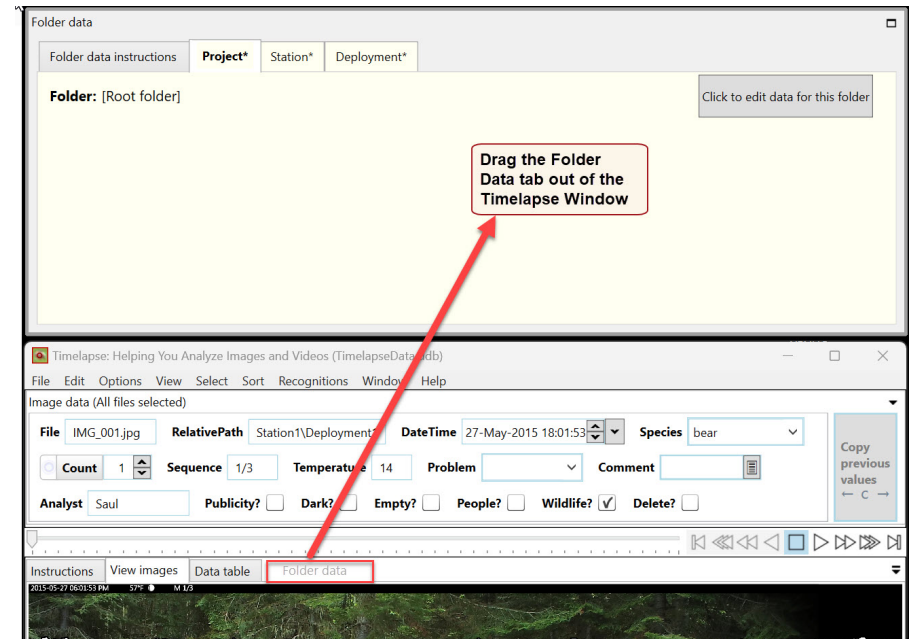 Folder data
Folder data instructions Project* Station* Deployment*
Folder: [Root folder]
Click to edit data for this folder
Drag the Folder
Data tab out of the
Timelapse Window
Timelapse: Helping You Analyze Images and Videos (TimelapseData.ddb)
File Edit Options View Select Sort Recognitions Window Help
Image data (All files selected)
File IMG_001.jpg RelativePath Station1\Deployment DateTime 27-May-2015 18:01:53 Species bear
Count 1 Sequence 1/3 Temperature 14 Problem Comment
Analyst Saul Publicity? Dark? Empty? People? Wildlife? Delete?
Copy
previous
values
← C →
Instructions View images Data table Folder data
2015-05-27 06:01:53 PM 57°F M 1/3